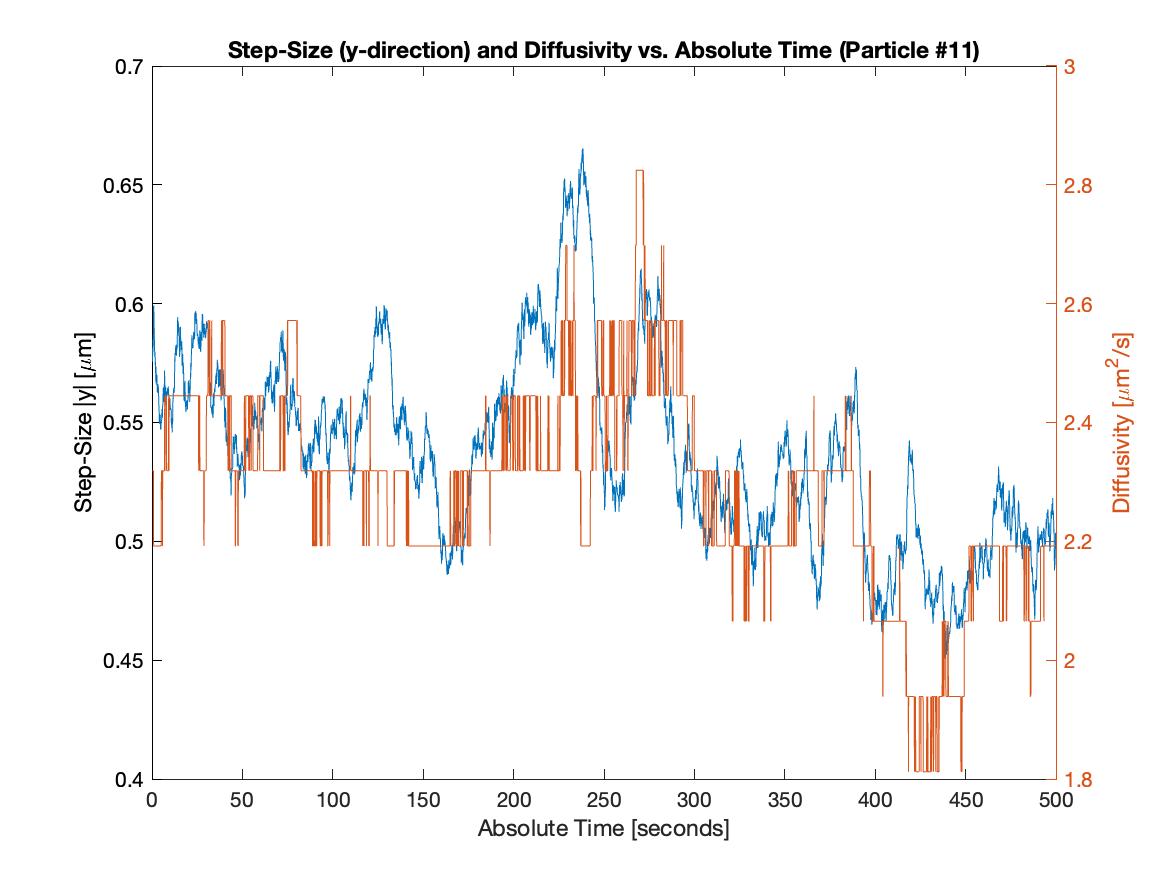 Step-Size (y-direction) and Diffusivity vs. Absolute Time (Particle #11)
0.7
0.65
0.6
0.55
0.5
0.45
0.4
Step-Size |y| [μm]
3
2.8
2.6
2.4
2.2
2
1.8
Diffusivity [μm²/s]
0 50 100 150 200 250 300 350 400 450 500
Absolute Time [seconds]